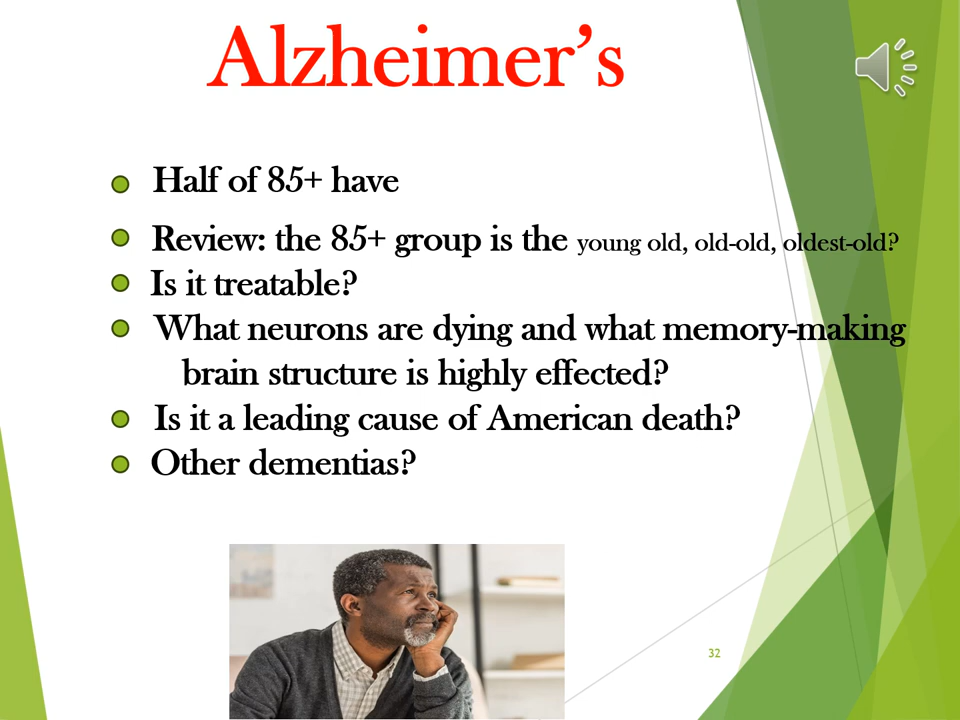 Alzheimer's
Half of 85+ have
Review: the 85+ group is the young old, old-old, oldest-old?
Is it treatable?
What neurons are dying and what memory-making
brain structure is highly effected?
Is it a leading cause of American death?
Other dementias?
32